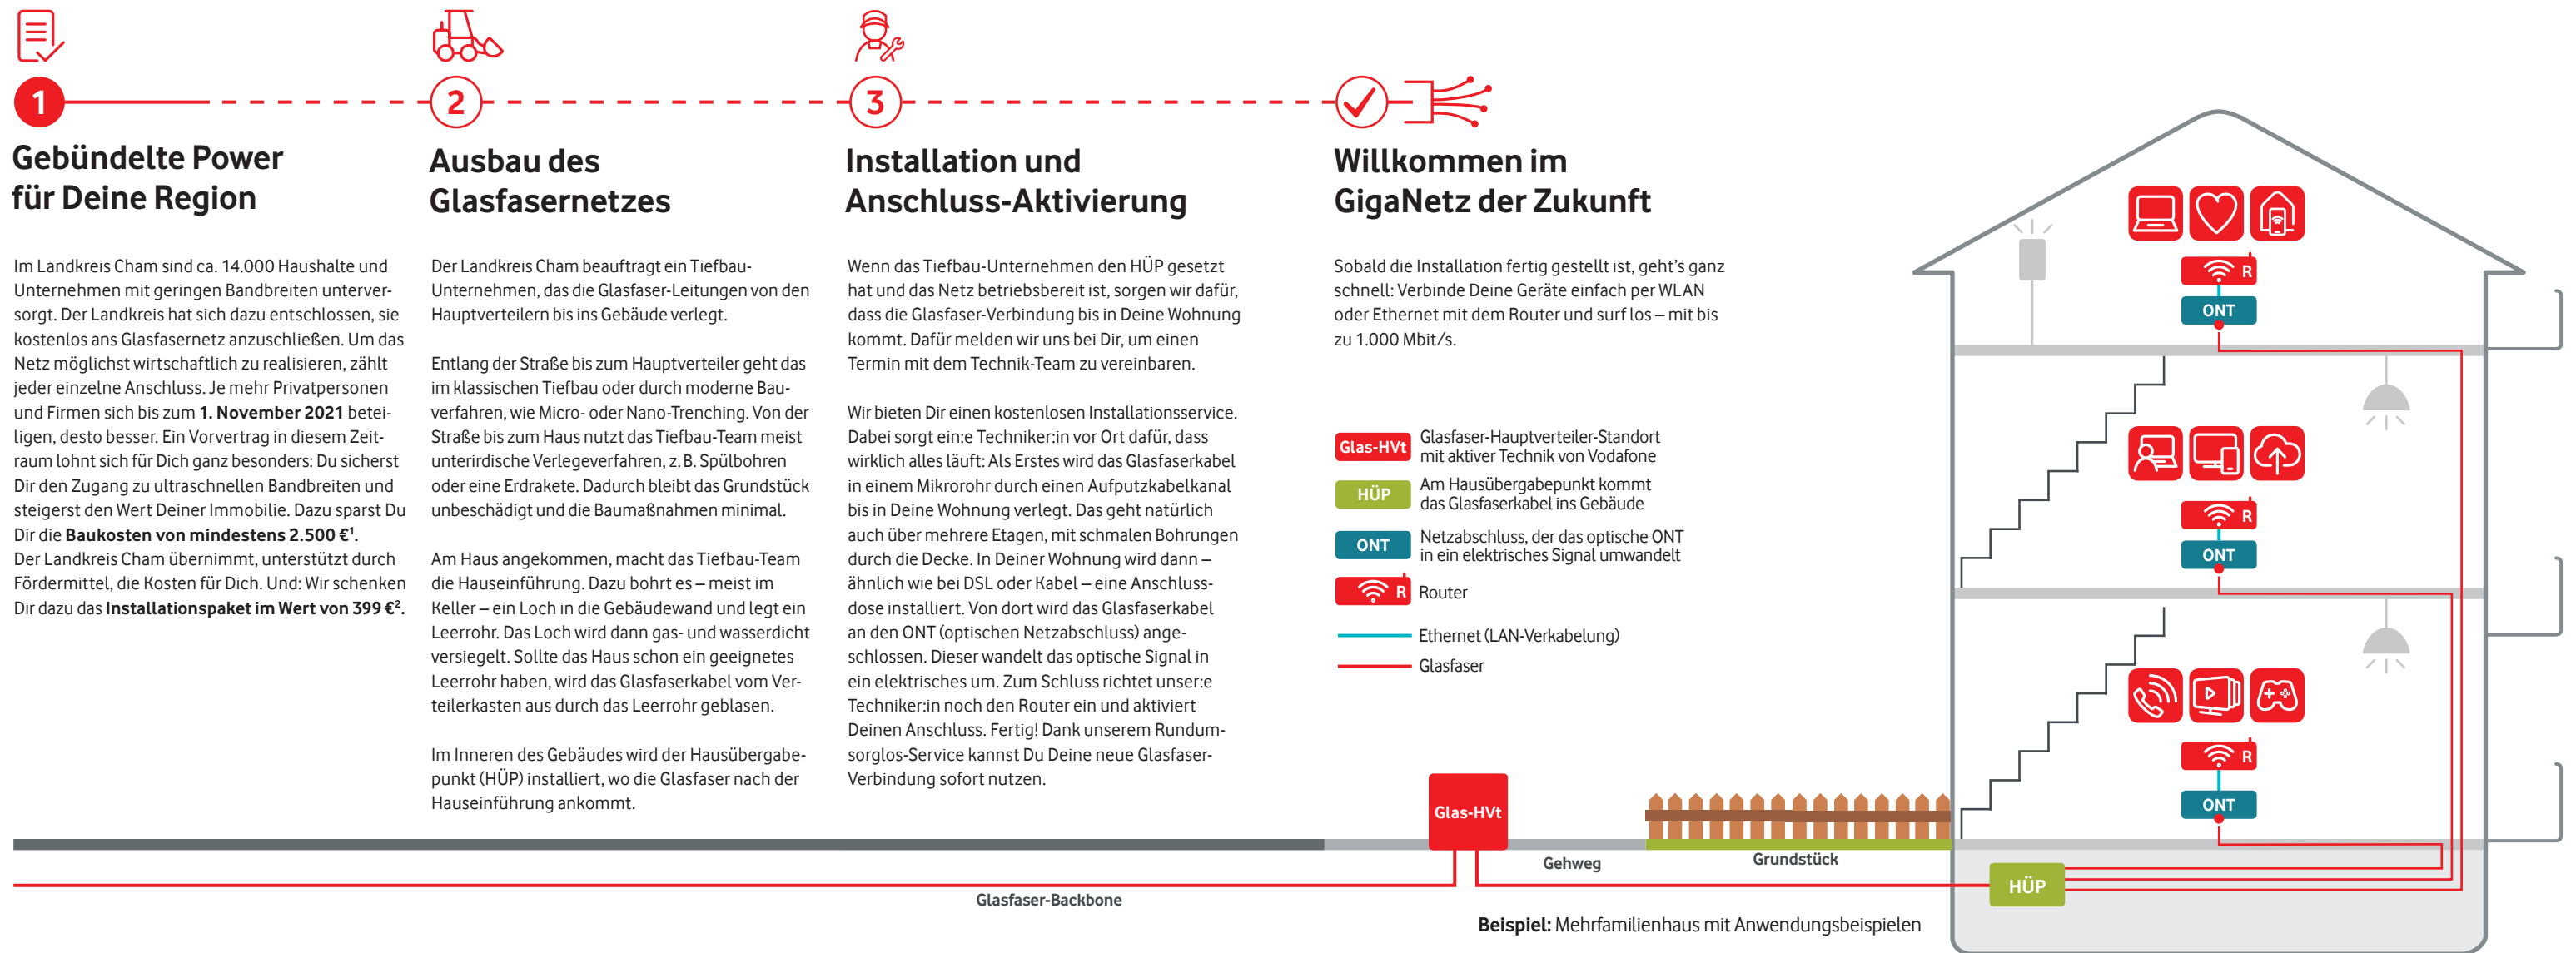 1
Gebündelte Power
für Deine Region
Im Landkreis Cham sind ca. 14.000 Haushalte und
Unternehmen mit geringen Bandbreiten unterver-
sorgt. Der Landkreis hat sich dazu entschlossen, sie
kostenlos ans Glasfasernetz anzuschließen. Um das
Netz möglichst wirtschaftlich zu realisieren, zählt
jeder einzelne Anschluss. Je mehr Privatpersonen
und Firmen sich bis zum 1. November 2021 betei-
ligen, desto besser. Ein Vorvertrag in diesem Zeit-
raum lohnt sich für Dich ganz besonders: Du sicherst
Dir den Zugang zu ultraschnellen Bandbreiten und
steigerst den Wert Deiner Immobilie. Dazu sparst Du
Dir die Baukosten von mindestens 2.500 €¹.
Der Landkreis Cham übernimmt, unterstützt durch
Fördermittel, die Kosten für Dich. Und: Wir schenken
Dir dazu das Installationspaket im Wert von 399 €².
2
Ausbau des
Glasfasernetzes
Der Landkreis Cham beauftragt ein Tiefbau-
Unternehmen, das die Glasfaser-Leitungen von den
Hauptverteilern bis ins Gebäude verlegt.
Entlang der Straße bis zum Hauptverteiler geht das
im klassischen Tiefbau oder durch moderne Bau-
verfahren, wie Micro- oder Nano-Trenching. Von der
Straße bis zum Haus nutzt das Tiefbau-Team meist
unterirdische Verlegeverfahren, z. B. Spülbohren
oder eine Erdrakete. Dadurch bleibt das Grundstück
unbeschädigt und die Baumaßnahmen minimal.
Am Haus angekommen, macht das Tiefbau-Team
die Hauseinführung. Dazu bohrt es – meist im
Keller – ein Loch in die Gebäudewand und legt ein
Leerrohr. Das Loch wird dann gas- und wasserdicht
versiegelt. Sollte das Haus schon ein geeignetes
Leerrohr haben, wird das Glasfaserkabel vom Ver-
teilerkasten aus durch das Leerrohr geblasen.
Im Inneren des Gebäudes wird der Hausübergabe-
punkt (HÜP) installiert, wo die Glasfaser nach der
Hauseinführung ankommt.
3
Installation und
Anschluss-Aktivierung
Wenn das Tiefbau-Unternehmen den HÜP gesetzt
hat und das Netz betriebsbereit ist, sorgen wir dafür,
dass die Glasfaser-Verbindung bis in Deine Wohnung
kommt. Dafür melden wir uns bei Dir, um einen
Termin mit dem Technik-Team zu vereinbaren.
Wir bieten Dir einen kostenlosen Installationsservice.
Dabei sorgt ein:e Techniker:in vor Ort dafür, dass
wirklich alles läuft: Als Erstes wird das Glasfaserkabel
in einem Mikrorohr durch einen Aufputzkabelkanal
bis in Deine Wohnung verlegt. Das geht natürlich
auch über mehrere Etagen, mit schmalen Bohrungen
durch die Decke. In Deiner Wohnung wird dann –
ähnlich wie bei DSL oder Kabel – eine Anschluss-
dose installiert. Von dort wird das Glasfaserkabel
an den ONT (optischen Netzabschluss) ange-
schlossen. Dieser wandelt das optische Signal in
ein elektrisches um. Zum Schluss richtet unser:e
Techniker:in noch den Router ein und aktiviert
Deinen Anschluss. Fertig! Dank unserem Rundum-
sorglos-Service kannst Du Deine neue Glasfaser-
Verbindung sofort nutzen.
Willkommen im
GigaNetz der Zukunft
Sobald die Installation fertig gestellt ist, geht's ganz
schnell: Verbinde Deine Geräte einfach per WLAN
oder Ethernet mit dem Router und surf los – mit bis
zu 1.000 Mbit/s.
Glas-HVt Glasfaser-Hauptverteiler-Standort
mit aktiver Technik von Vodafone
HÜP Am Hausübergabepunkt kommt
das Glasfaserkabel ins Gebäude
ONT Netzabschluss, der das optische ONT
in ein elektrisches Signal umwandelt
R Router
Ethernet (LAN-Verkabelung)
Glasfaser
R
ONT
R
ONT
R
ONT
Glas-HVt
Gehweg
Grundstück
HÜP
Glasfaser-Backbone
Beispiel: Mehrfamilienhaus mit Anwendungsbeispielen